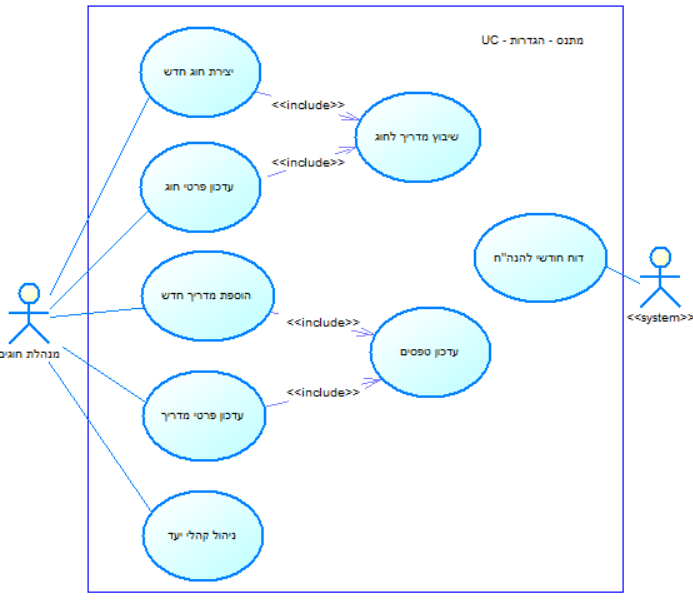 מתנס - הגדרות - UC
יצירת חוג חדש
<<include>>
שיבוץ מדריך לחוג
<<include>>
עדכון פרטי חוג
דוח חודשי להנה"ח
<<system>>
הוספת מדריך חדש
<<include>>
עדכון טפסים
מנהלת חוגים
<<include>>
עדכון פרטי מדריך
ניהול קהלי יעד